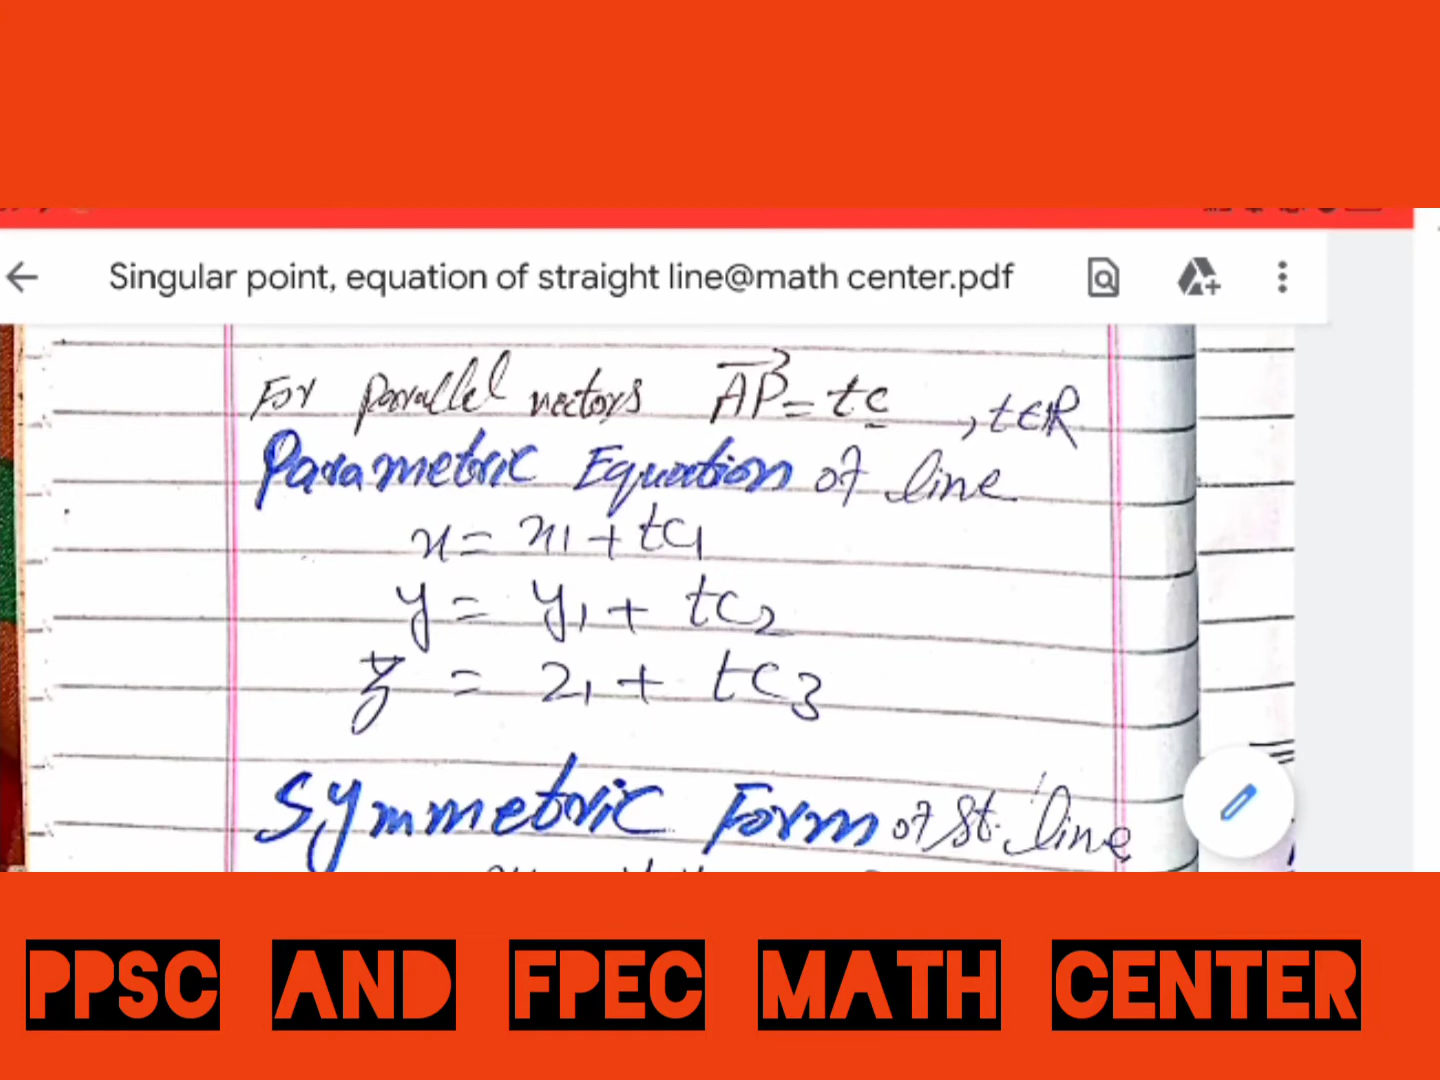 Singular point, equation of straight line@math center.pdf
For parallel vectors AP = tc , t∈R
Parametric Equation of line
x = x1 + tc1
y = y1 + tc2
z = z1 + tc3
Symmetric Form of St. line
PPSC AND FPEC MATH CENTER